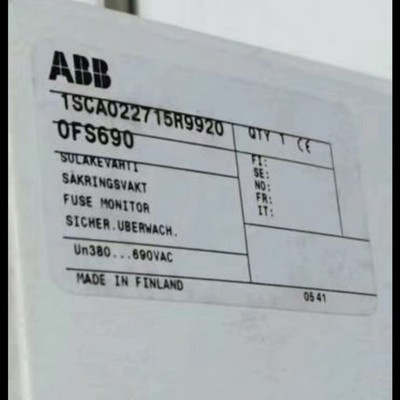 ABB
1SCA022715R9920
OFS690
QTY 1 CE
SULAKEVAHTI
SÄKRINGSVAKT
FUSE MONITOR
SICHER.UBERWACH.
FI:
SE:
NO:
FR:
IT:
Un380...690VAC
MADE IN FINLAND
0541